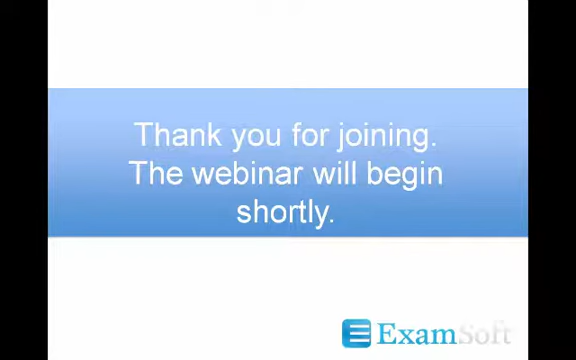 Thank you for joining.
The webinar will begin
shortly.
ExamSoft